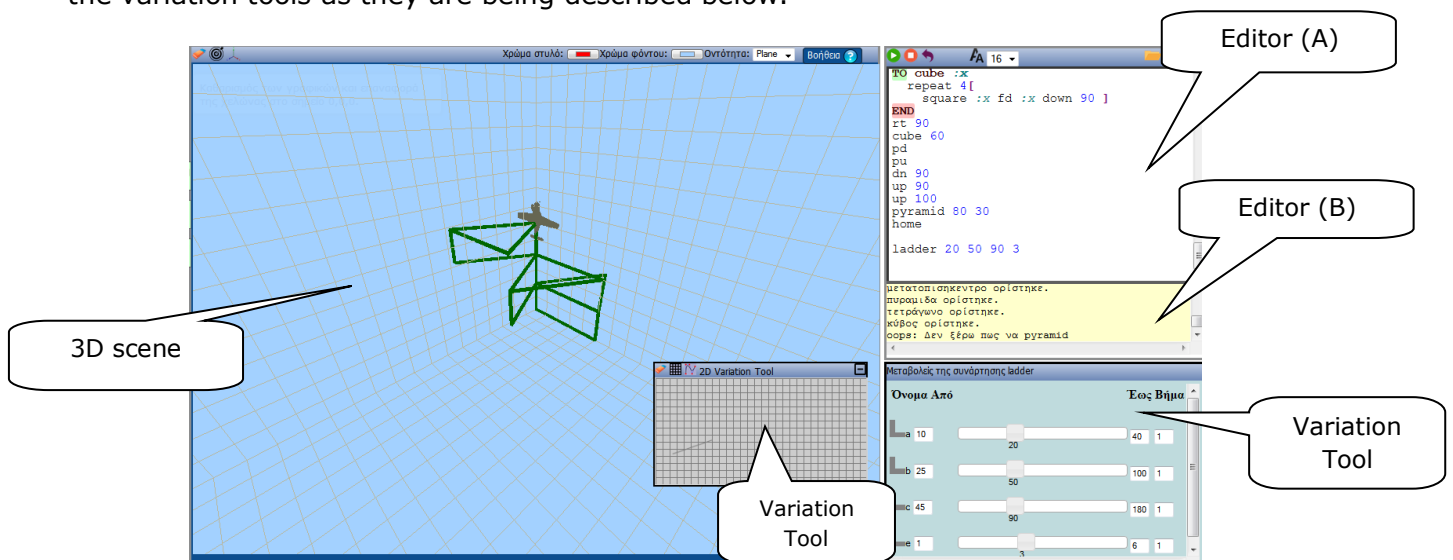 the variation tools as they are being described below.
Χρώμα στυλό: Χρώμα φόντου: Οντότητα: Plane Βοήθεια ?
A A 16
TO cube :x
repeat 4[
square :x fd :x down 90 ]
END
rt 90
cube 60
pd
pu
dn 90
up 90
up 100
pyramid 80 30
home
ladder 20 50 90 3
μετατοπισηκεντρο ορίστηκε.
πυραμιδα ορίστηκε.
τετράγωνο ορίστηκε.
κύβος ορίστηκε.
oops: Δεν ξέρω πως να pyramid
Editor (A)
Editor (B)
3D scene
2D Variation Tool
Variation
Tool
Μεταβολείς της συνάρτησης ladder
Όνομα Από Έως Βήμα
a 10 20 40 1
b 25 50 100 1
c 45 90 180 1
e 1 3 6 1
Variation
Tool